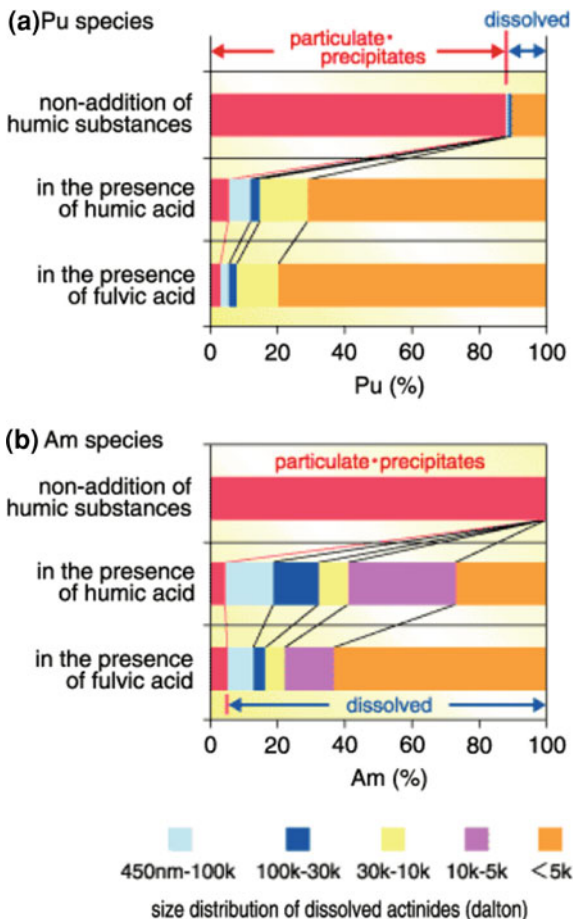 (a) Pu species
dissolved
particulate・
precipitates
non-addition of
humic substances
in the presence
of humic acid
in the presence
of fulvic acid
0 20 40 60 80 100
Pu (%)
(b) Am species
particulate・precipitates
non-addition of
humic substances
in the presence
of humic acid
in the presence
of fulvic acid
dissolved
0 20 40 60 80 100
Am (%)
450nm-100k 100k-30k 30k-10k 10k-5k <5k
size distribution of dissolved actinides (dalton)